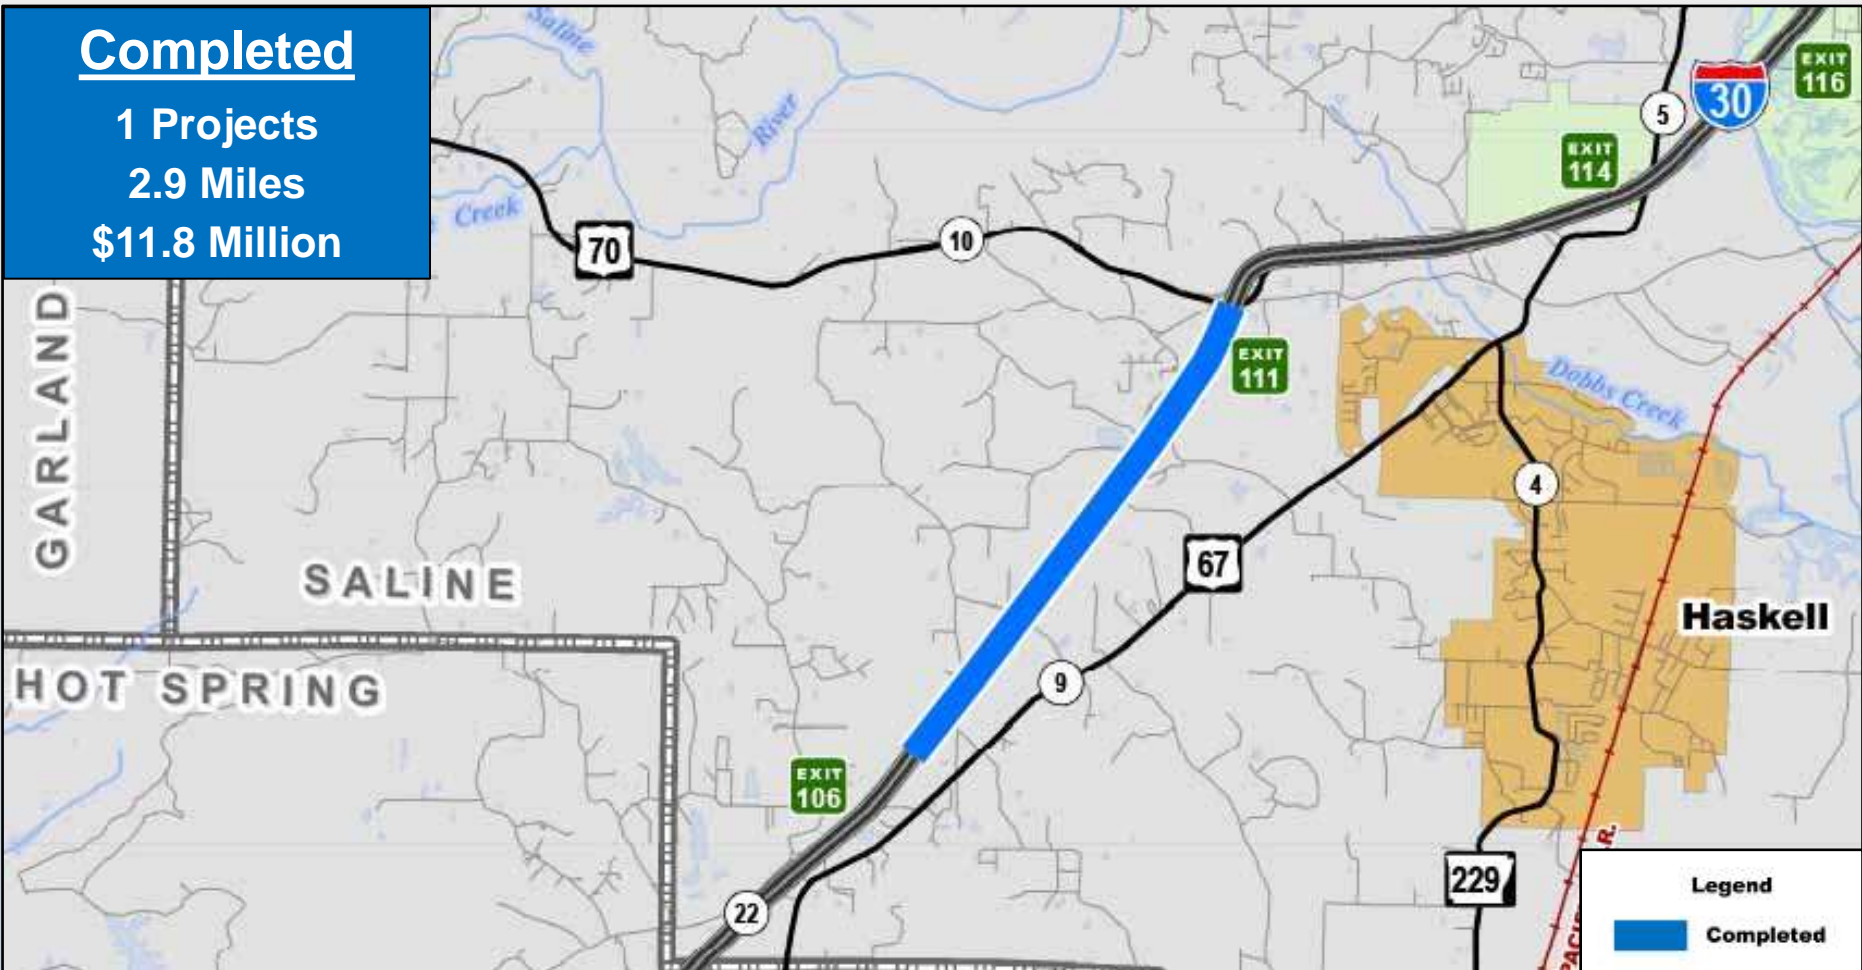 Completed
1 Projects
2.9 Miles
$11.8 Million
Saline
River
Creek
EXIT
116
30
5
EXIT
114
70
10
EXIT
111
GARLAND
Dobbs Creek
4
67
SALINE
Haskell
HOT SPRING
9
EXIT
106
229
22
R.
Legend
Completed